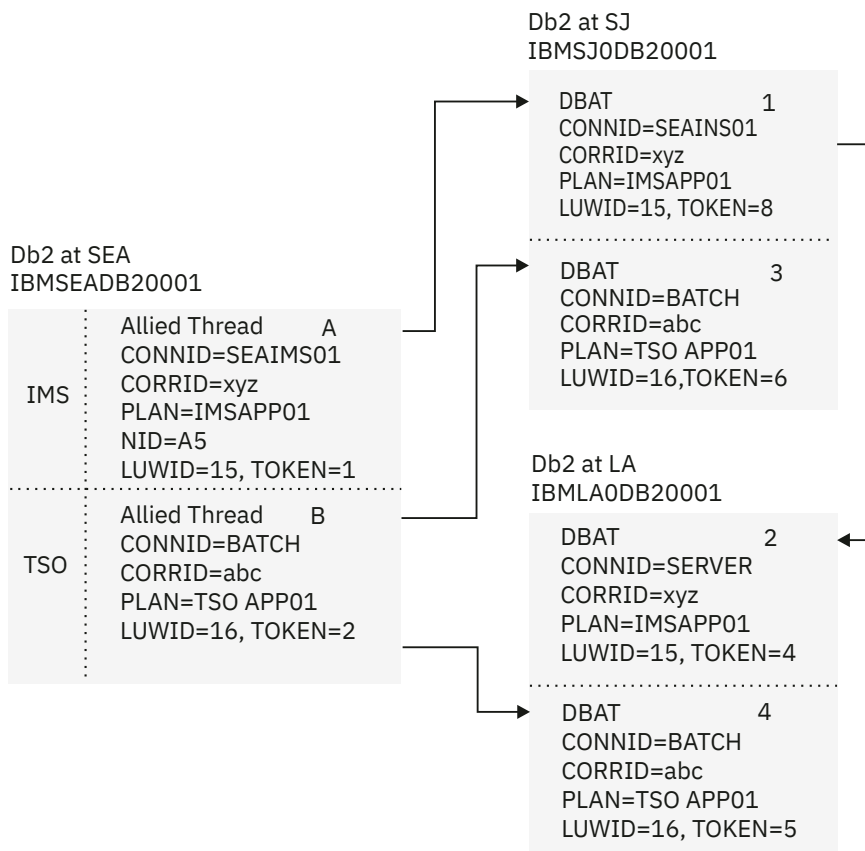 Db2 at SJ
IBMSJ0DB20001
DBAT 1
CONNID=SEAINS01
CORRID=xyz
PLAN=IMSAPP01
LUWID=15, TOKEN=8
DBAT 3
CONNID=BATCH
CORRID=abc
PLAN=TSO APP01
LUWID=16,TOKEN=6
Db2 at SEA
IBMSEADB20001
IMS
Allied Thread A
CONNID=SEAIMS01
CORRID=xyz
PLAN=IMSAPP01
NID=A5
LUWID=15, TOKEN=1
TSO
Allied Thread B
CONNID=BATCH
CORRID=abc
PLAN=TSO APP01
LUWID=16, TOKEN=2
Db2 at LA
IBMLA0DB20001
DBAT 2
CONNID=SERVER
CORRID=xyz
PLAN=IMSAPP01
LUWID=15, TOKEN=4
DBAT 4
CONNID=BATCH
CORRID=abc
PLAN=TSO APP01
LUWID=16, TOKEN=5